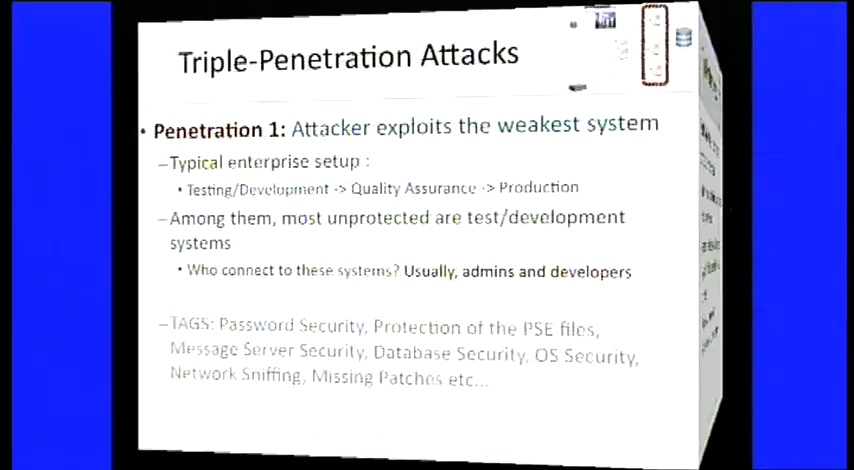 Triple-Penetration Attacks
• Penetration 1: Attacker exploits the weakest system
–Typical enterprise setup :
• Testing/Development -> Quality Assurance -> Production
–Among them, most unprotected are test/development
systems
• Who connect to these systems? Usually, admins and developers
–TAGS: Password Security, Protection of the PSE files,
Message Server Security, Database Security, OS Security,
Network Sniffing, Missing Patches etc...